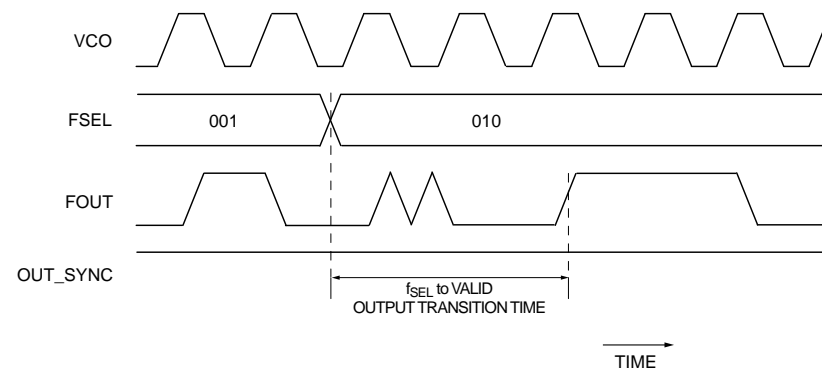 VCO
FSEL
001
010
FOUT
OUT_SYNC
fSEL to VALID
OUTPUT TRANSITION TIME
TIME